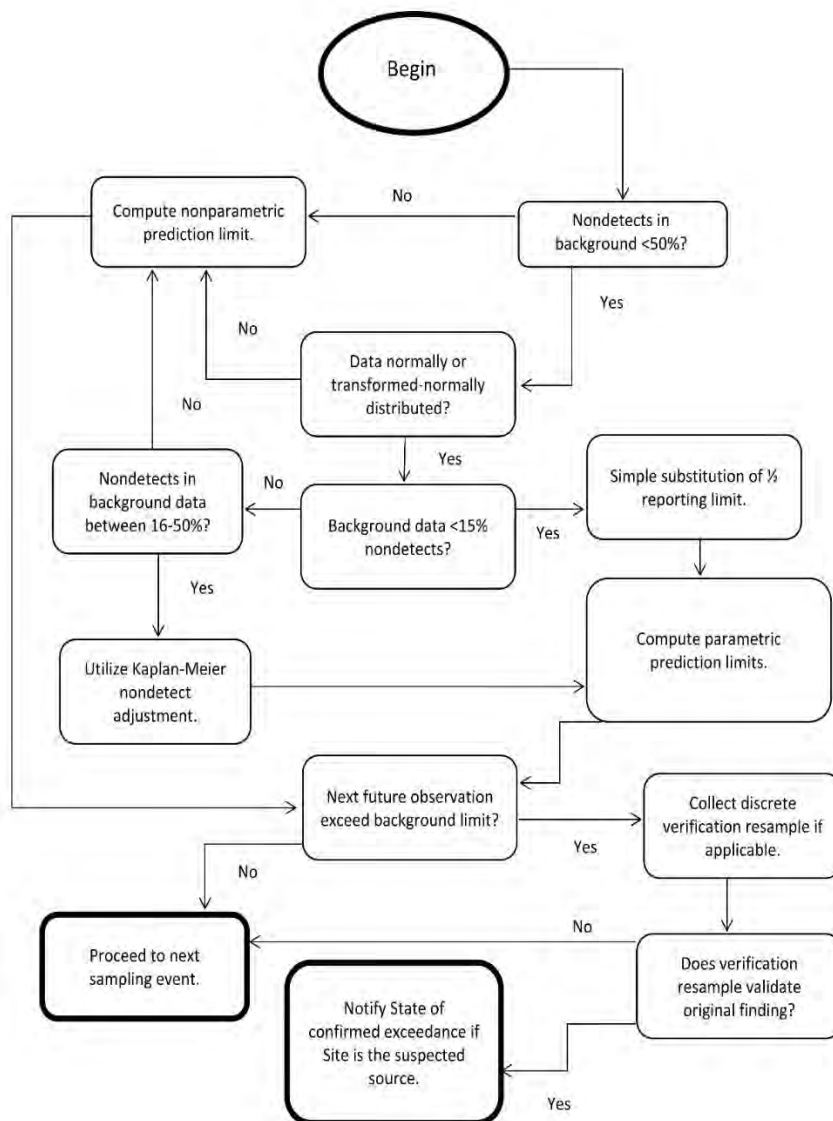 Begin
No
Compute nonparametric
prediction limit.
Nondetects in
background <50%?
Yes
No
Data normally or
transformed-normally
distributed?
No
Yes
Nondetects in
background data
between 16-50%?
No
Background data <15%
nondetects?
Yes
Simple substitution of ½
reporting limit.
Yes
Utilize Kaplan-Meier
nondetect
adjustment.
Compute parametric
prediction limits.
Next future observation
exceed background limit?
Yes
Collect discrete
verification resample if
applicable.
No
Proceed to next
sampling event.
No
Does verification
resample validate
original finding?
Notify State of
confirmed exceedance if
Site is the suspected
source.
Yes